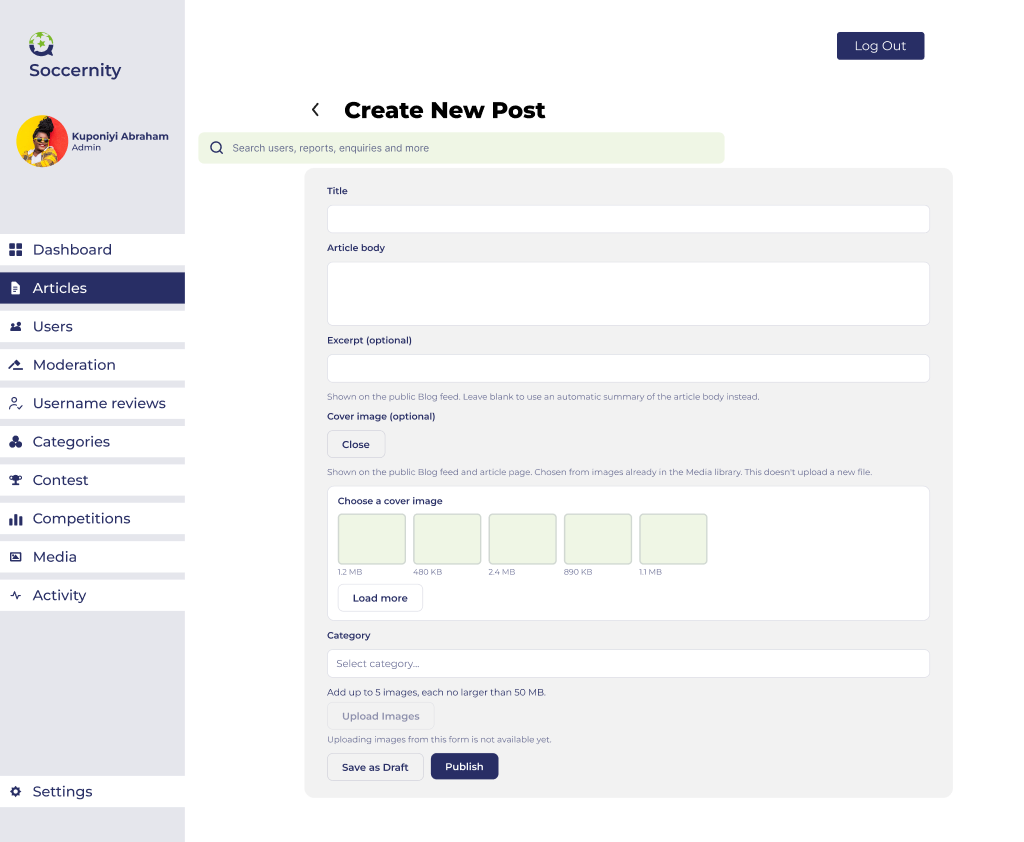 Soccernity
Log Out
Kuponiyi Abraham
Admin
Create New Post
Search users, reports, enquiries and more
Dashboard
Articles
Users
Moderation
Username reviews
Categories
Contest
Competitions
Media
Activity
Settings
Title
Article body
Excerpt (optional)
Shown on the public Blog feed. Leave blank to use an automatic summary of the article body instead.
Cover image (optional)
Close
Shown on the public Blog feed and article page. Chosen from images already in the Media library. This doesn't upload a new file.
Choose a cover image
1.2 MB 480 KB 2.4 MB 890 KB 1.1 MB
Load more
Category
Select category...
Add up to 5 images, each no larger than 50 MB.
Upload Images
Uploading images from this form is not available yet.
Save as Draft Publish